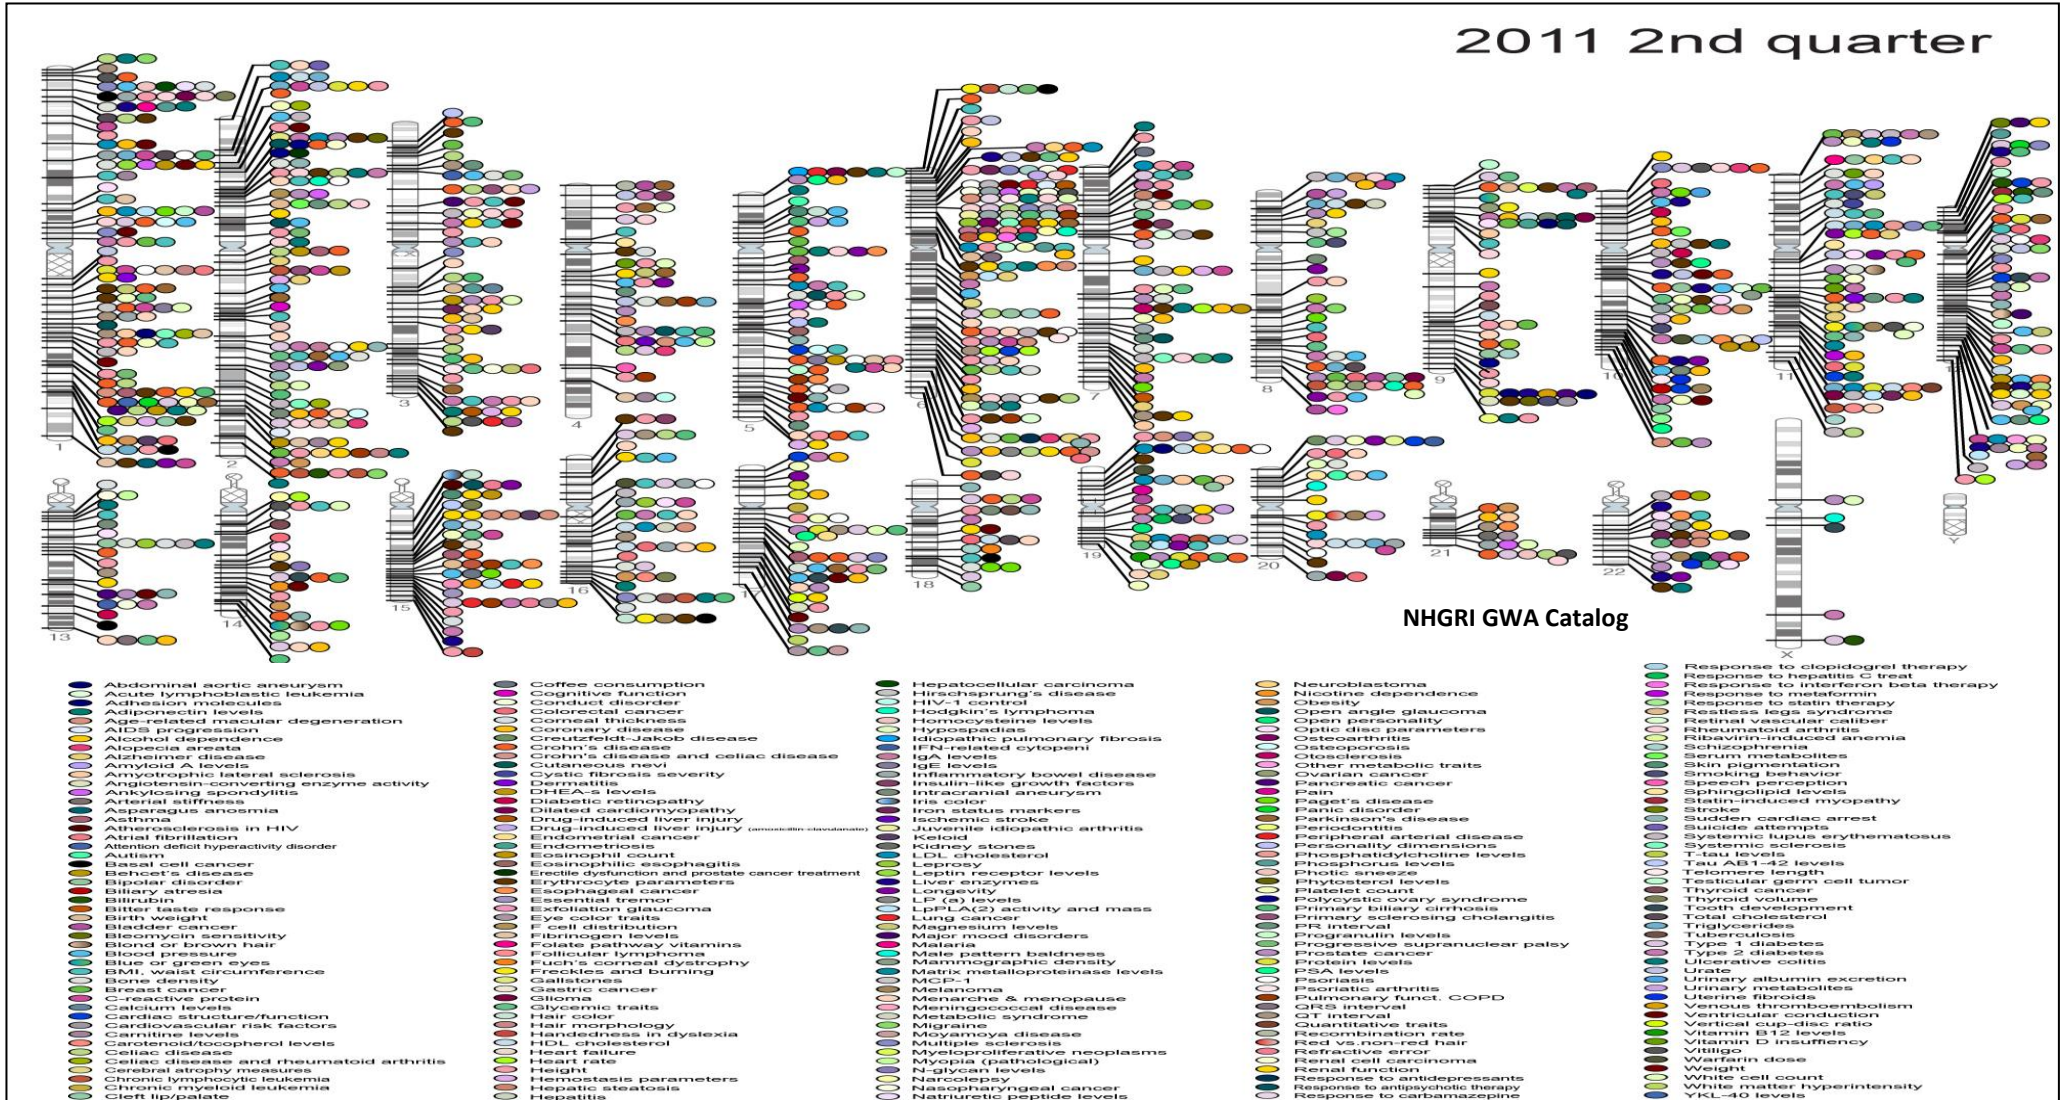 2011 2nd quarter
1
2
3
4
5
6
7
8
9
10
11
13
14
15
16
17
18
19
20
21
22
X
Y
NHGRI GWA Catalog
Abdominal aortic aneurysm
Acute lymphoblastic leukemia
Adhesion molecules
Adiponectin levels
Age-related macular degeneration
AIDS progression
Alcohol dependence
Alopecia areata
Alzheimer disease
Amyloid A levels
Amyotrophic lateral sclerosis
Angiotensin-converting enzyme activity
Ankylosing spondylitis
Arterial stiffness
Asparagus anosmia
Asthma
Atherosclerosis in HIV
Atrial fibrillation
Attention deficit hyperactivity disorder
Autism
Basal cell cancer
Behcet's disease
Bipolar disorder
Biliary atresia
Bilirubin
Bitter taste response
Birth weight
Bladder cancer
Bleomycin sensitivity
Blond or brown hair
Blood pressure
Blue or green eyes
BMI, waist circumference
Bone density
Breast cancer
C-reactive protein
Calcium levels
Cardiac structure/function
Cardiovascular risk factors
Carnitine levels
Carotenoid/tocopherol levels
Celiac disease
Celiac disease and rheumatoid arthritis
Cerebral atrophy measures
Chronic lymphocytic leukemia
Chronic myeloid leukemia
Cleft lip/palate
Coffee consumption
Cognitive function
Conduct disorder
Colorectal cancer
Corneal thickness
Coronary disease
Creutzfeldt-Jakob disease
Crohn's disease
Crohn's disease and celiac disease
Cutaneous nevi
Cystic fibrosis severity
Dermatitis
DHEA-s levels
Diabetic retinopathy
Dilated cardiomyopathy
Drug-induced liver injury
Drug-induced liver injury (amoxicillin-clavulanate)
Endometrial cancer
Endometriosis
Eosinophil count
Eosinophilic esophagitis
Erectile dysfunction and prostate cancer treatment
Erythrocyte parameters
Esophageal cancer
Essential tremor
Exfoliation glaucoma
Eye color traits
F cell distribution
Fibrinogen levels
Folate pathway vitamins
Follicular lymphoma
Fuch's corneal dystrophy
Freckles and burning
Gallstones
Gastric cancer
Glioma
Glycemic traits
Hair color
Hair morphology
Handedness in dyslexia
HDL cholesterol
Heart failure
Heart rate
Height
Hemostasis parameters
Hepatic steatosis
Hepatitis
Hepatocellular carcinoma
Hirschsprung's disease
HIV-1 control
Hodgkin's lymphoma
Homocysteine levels
Hypospadias
Idiopathic pulmonary fibrosis
IFN-related cytopeni
IgA levels
IgE levels
Inflammatory bowel disease
Insulin-like growth factors
Intracranial aneurysm
Iris color
Iron status markers
Ischemic stroke
Juvenile idiopathic arthritis
Keloid
Kidney stones
LDL cholesterol
Leprosy
Leptin receptor levels
Liver enzymes
Longevity
LP (a) levels
LpPLA(2) activity and mass
Lung cancer
Magnesium levels
Major mood disorders
Malaria
Male pattern baldness
Mammographic density
Matrix metalloproteinase levels
MCP-1
Melanoma
Menarche & menopause
Meningococcal disease
Metabolic syndrome
Migraine
Moyamoya disease
Multiple sclerosis
Myeloproliferative neoplasms
Myopia (pathological)
N-glycan levels
Narcolepsy
Nasopharyngeal cancer
Natriuretic peptide levels
Neuroblastoma
Nicotine dependence
Obesity
Open angle glaucoma
Open personality
Optic disc parameters
Osteoarthritis
Osteoporosis
Otosclerosis
Other metabolic traits
Ovarian cancer
Pancreatic cancer
Pain
Paget's disease
Panic disorder
Parkinson's disease
Periodontitis
Peripheral arterial disease
Personality dimensions
Phosphatidylcholine levels
Phosphorus levels
Photic sneeze
Phytosterol levels
Platelet count
Polycystic ovary syndrome
Primary biliary cirrhosis
Primary sclerosing cholangitis
PR interval
Progranulin levels
Progressive supranuclear palsy
Prostate cancer
Protein levels
PSA levels
Psoriasis
Psoriatic arthritis
Pulmonary funct. COPD
QRS interval
QT interval
Quantitative traits
Recombination rate
Red vs.non-red hair
Refractive error
Renal cell carcinoma
Renal function
Response to antidepressants
Response to antipsychotic therapy
Response to carbamazepine
Response to clopidogrel therapy
Response to hepatitis C treat
Response to interferon beta therapy
Response to metaformin
Response to statin therapy
Restless legs syndrome
Retinal vascular caliber
Rheumatoid arthritis
Ribavirin-induced anemia
Schizophrenia
Serum metabolites
Skin pigmentation
Smoking behavior
Speech perception
Sphingolipid levels
Statin-induced myopathy
Stroke
Sudden cardiac arrest
Suicide attempts
Systemic lupus erythematosus
Systemic sclerosis
T-tau levels
Tau AB1-42 levels
Telomere length
Testicular germ cell tumor
Thyroid cancer
Thyroid volume
Tooth development
Total cholesterol
Triglycerides
Tuberculosis
Type 1 diabetes
Type 2 diabetes
Ulcerative colitis
Urate
Urinary albumin excretion
Urinary metabolites
Uterine fibroids
Venous thromboembolism
Ventricular conduction
Vertical cup-disc ratio
Vitamin B12 levels
Vitamin D insuffiency
Vitiligo
Warfarin dose
Weight
White cell count
White matter hyperintensity
YKL-40 levels